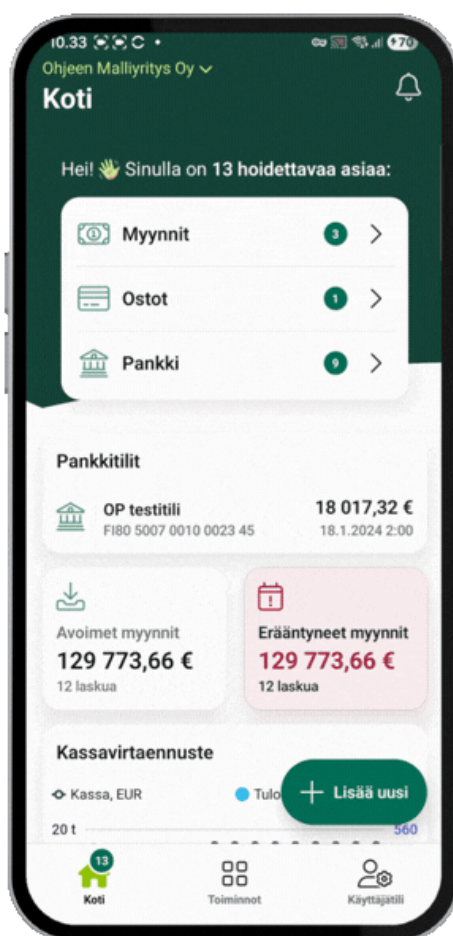 10.33
70
Ohjeen Malliyritys Oy
Koti
Hei! 👋 Sinulla on 13 hoidettavaa asiaa:
Myynnit 3
Ostot 1
Pankki 9
Pankkitilit
OP testitili 18 017,32 €
FI80 5007 0010 0023 45 18.1.2024 2:00
Avoimet myynnit
129 773,66 €
12 laskua
Erääntyneet myynnit
129 773,66 €
12 laskua
Kassavirtaennuste
Kassa, EUR Tulo
+ Lisää uusi
20 t 560
13
Koti Toiminnot Käyttäjätili